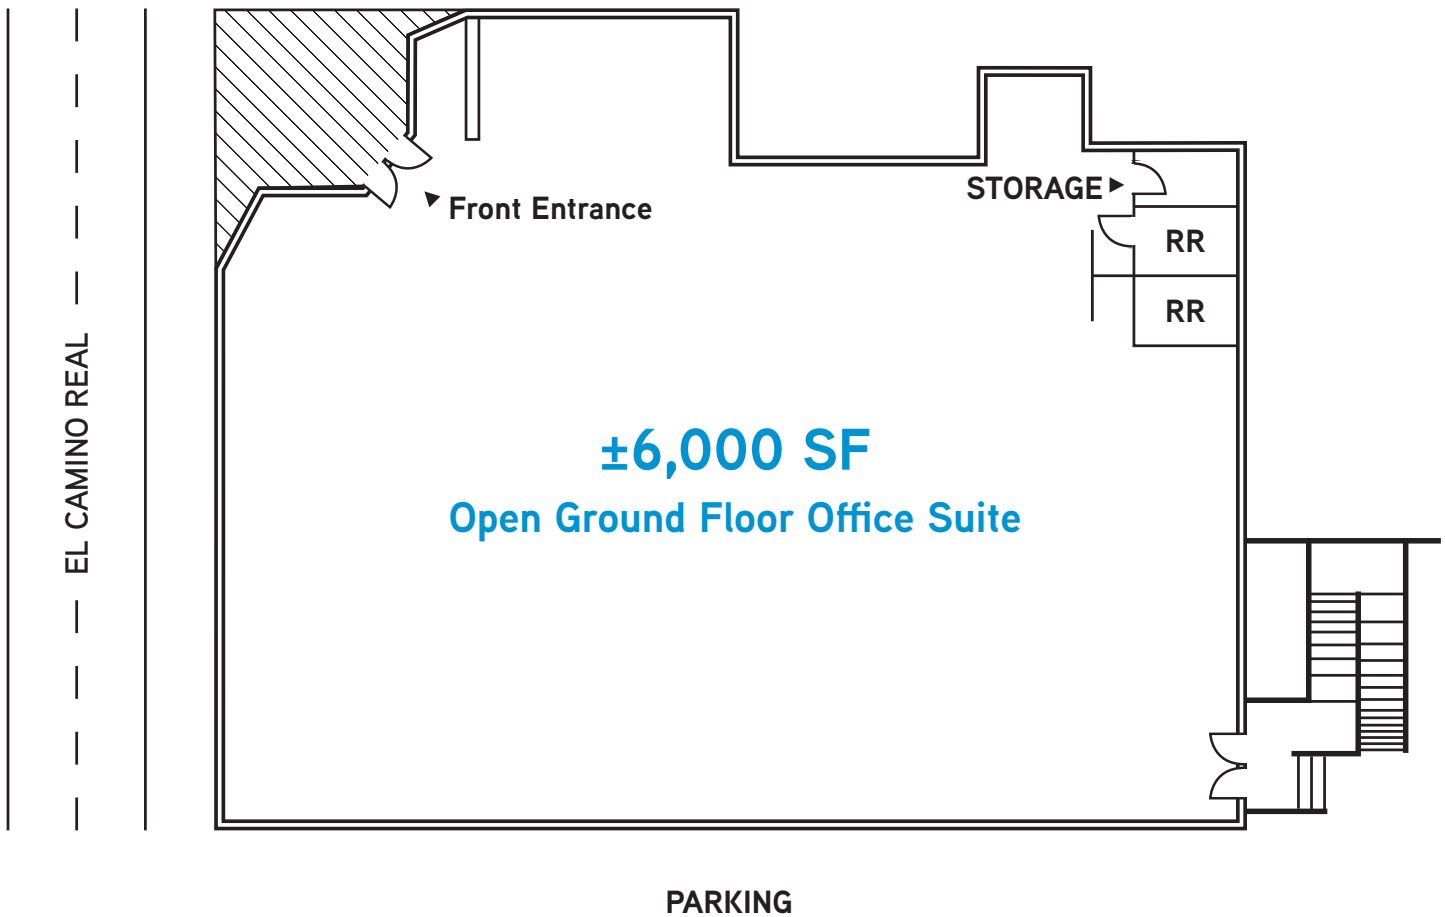 Front Entrance
STORAGE
RR
RR
EL CAMINO REAL
±6,000 SF
Open Ground Floor Office Suite
PARKING